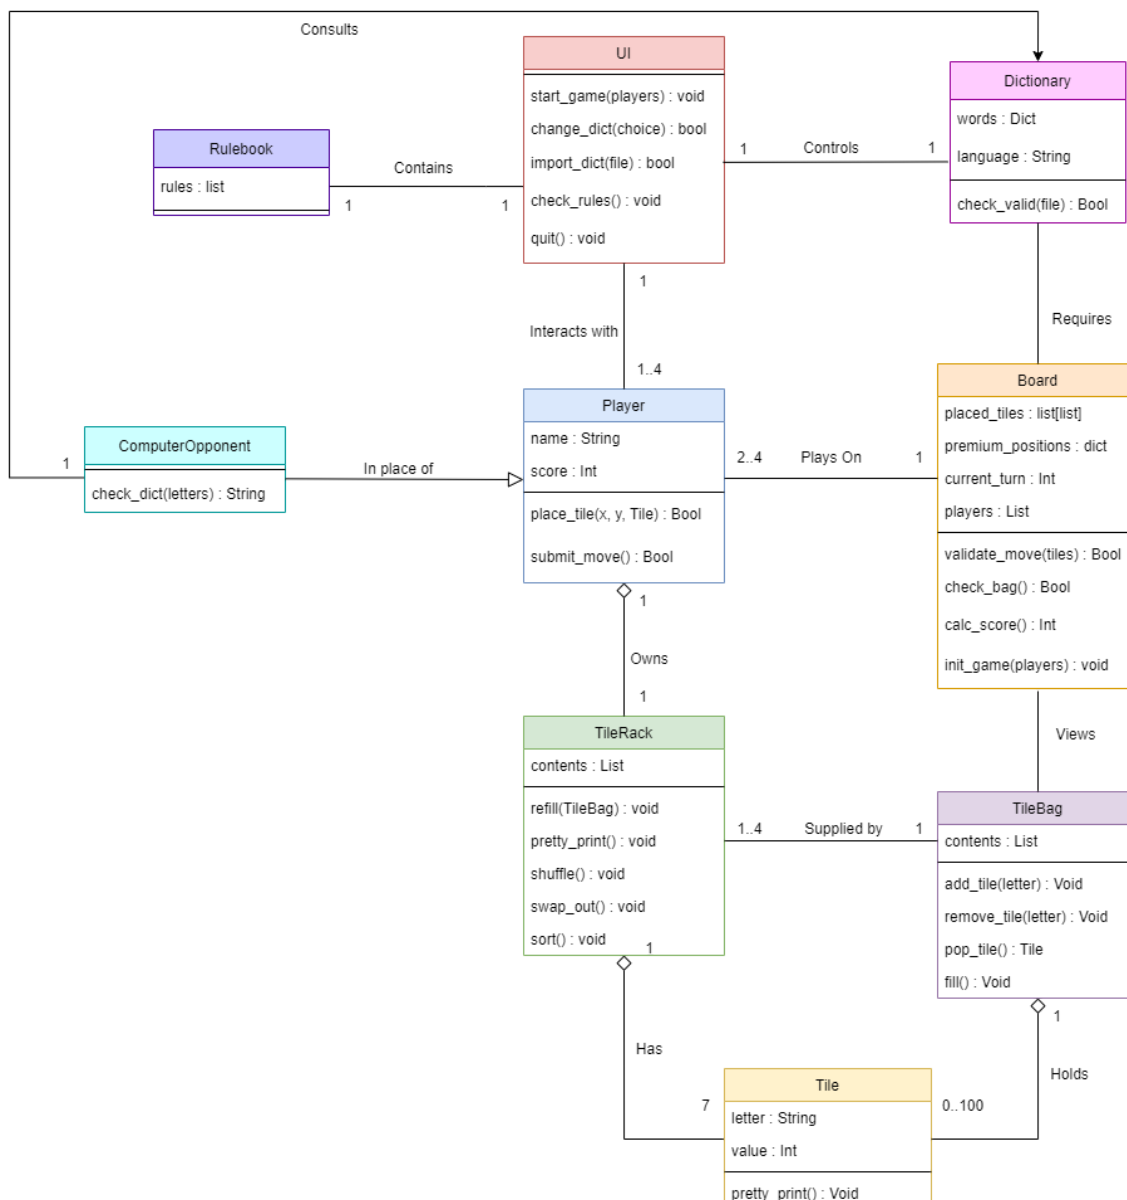 Consults
UI
start_game(players) : void
change_dict(choice) : bool
import_dict(file) : bool
check_rules() : void
quit() : void
Dictionary
words : Dict
language : String
check_valid(file) : Bool
Rulebook
rules : list
Contains
1
1
1
Controls
1
1
Interacts with
1..4
Requires
Player
name : String
score : Int
place_tile(x, y, Tile) : Bool
submit_move() : Bool
ComputerOpponent
check_dict(letters) : String
1
In place of
2..4
Plays On
1
Board
placed_tiles : list[list]
premium_positions : dict
current_turn : Int
players : List
validate_move(tiles) : Bool
check_bag() : Bool
calc_score() : Int
init_game(players) : void
1
Owns
1
Views
TileRack
contents : List
refill(TileBag) : void
pretty_print() : void
shuffle() : void
swap_out() : void
sort() : void
1..4
Supplied by
1
TileBag
contents : List
add_tile(letter) : Void
remove_tile(letter) : Void
pop_tile() : Tile
fill() : Void
1
1
Has
Holds
7
0..100
Tile
letter : String
value : Int
pretty_print() : Void